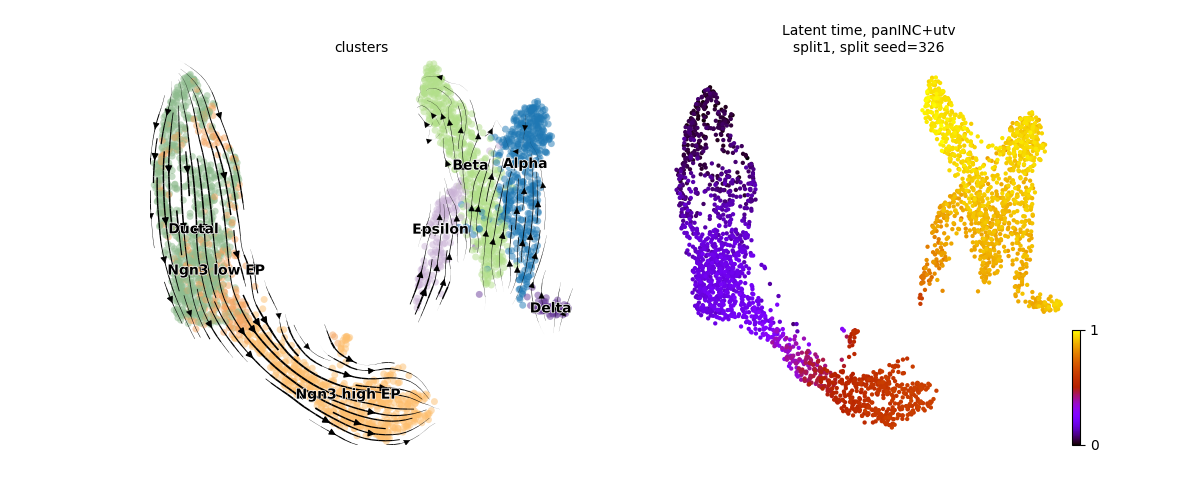 clusters
Beta
Alpha
Ductal
Epsilon
Ngn3 low EP
Delta
Ngn3 high EP
Latent time, panINC+utv
split1, split seed=326
1
0